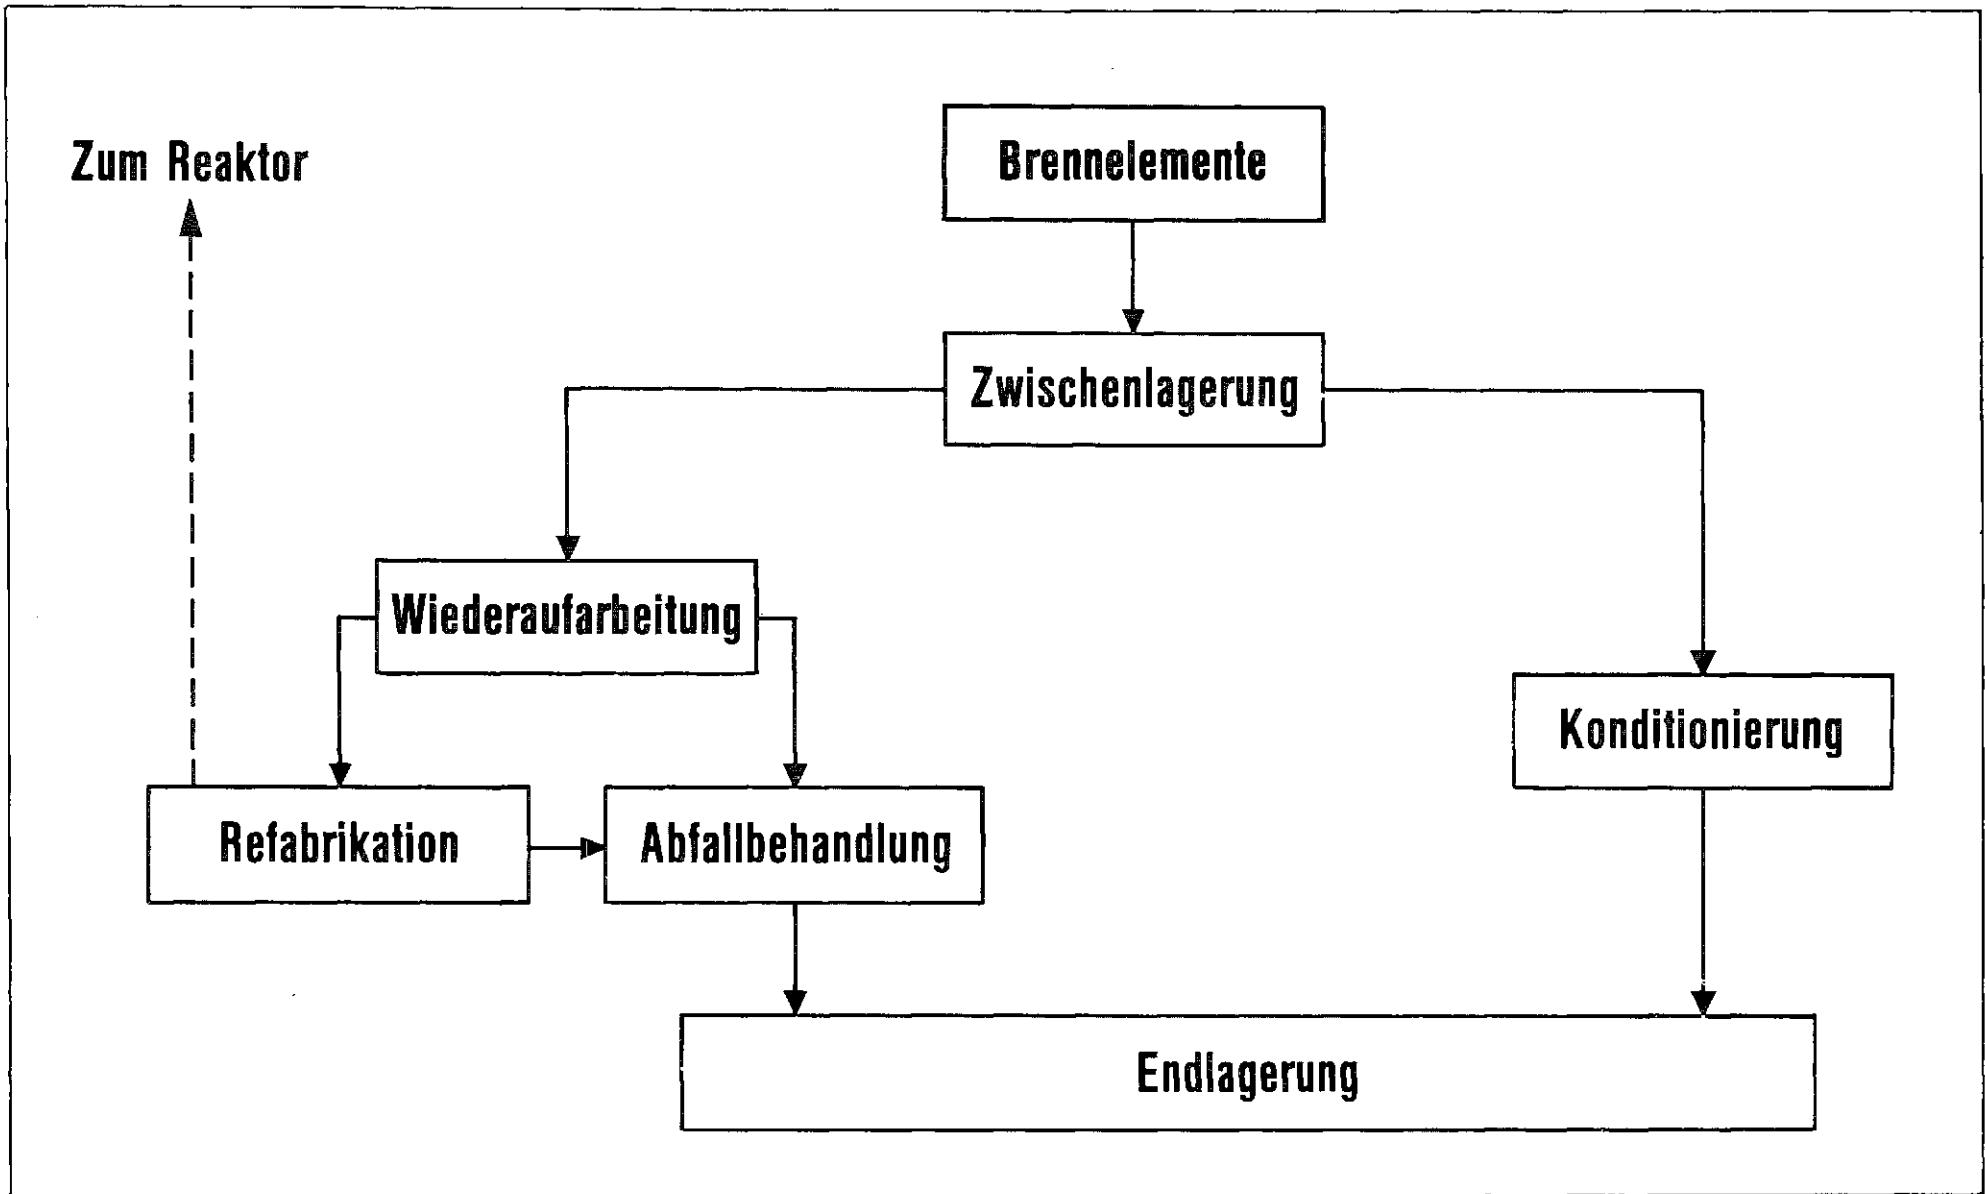 Zum Reaktor
Brennelemente
Zwischenlagerung
Wiederaufarbeitung
Konditionierung
Refabrikation
Abfallbehandlung
Endlagerung